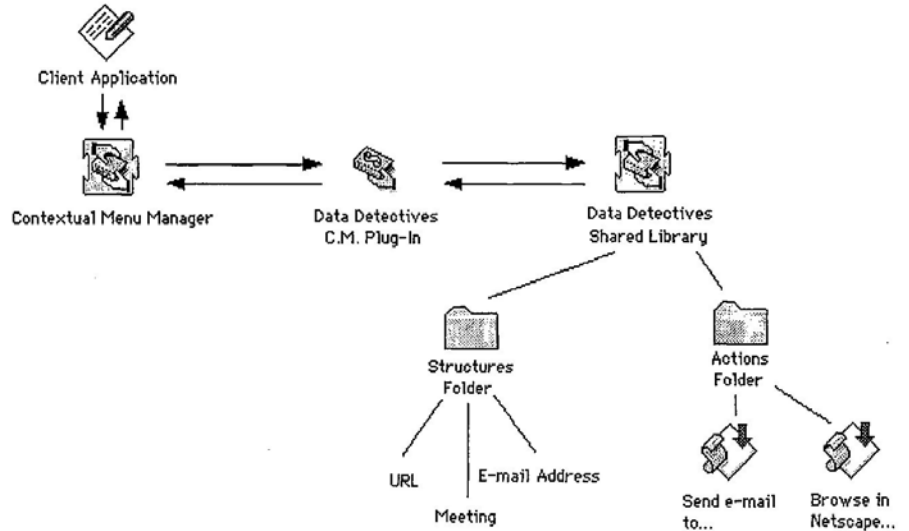 Client Application
Contextual Menu Manager
Data Detectives
C.M. Plug-In
Data Detectives
Shared Library
Structures
Folder
Actions
Folder
URL
E-mail Address
Meeting
Send e-mail
to...
Browse in
Netscape...